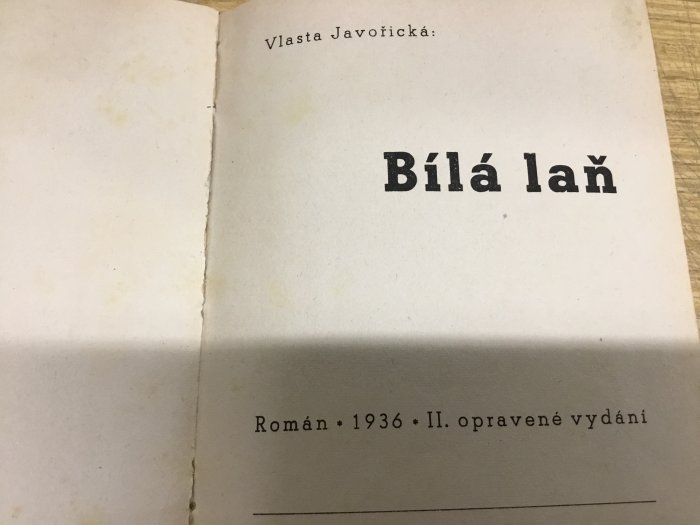 Vlasta Javořická:
Bílá laň
Román * 1936 * II. opravené vydání